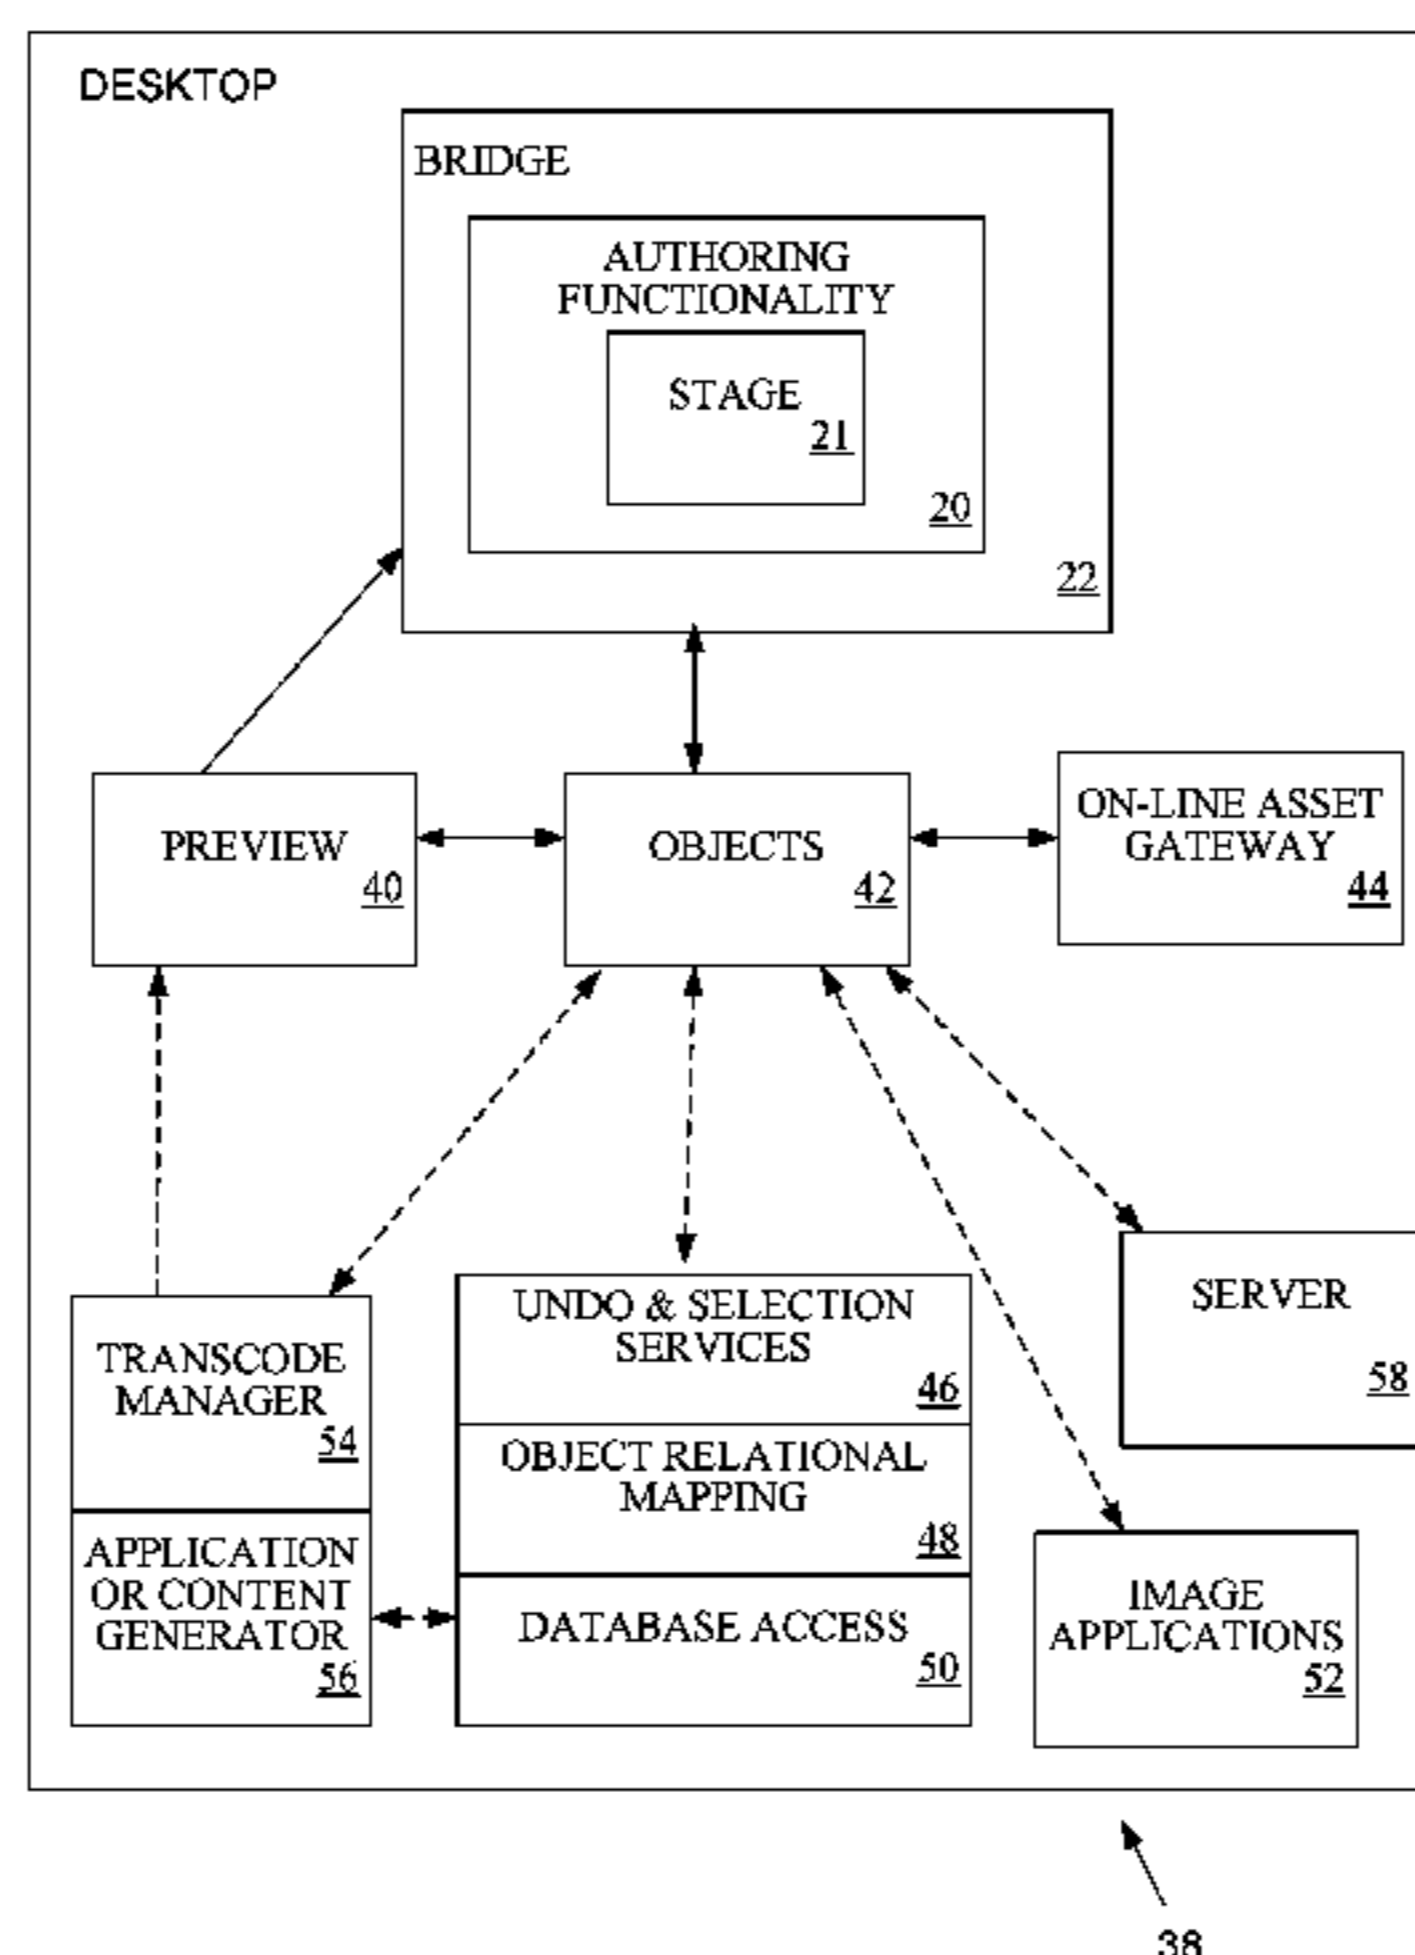 DESKTOP
BRIDGE
AUTHORING
FUNCTIONALITY
STAGE
21
20
22
PREVIEW
40
OBJECTS
42
ON-LINE ASSET
GATEWAY
44
TRANSCODE
MANAGER
54
APPLICATION
OR CONTENT
GENERATOR
56
UNDO & SELECTION
SERVICES
46
OBJECT RELATIONAL
MAPPING
48
DATABASE ACCESS
50
SERVER
58
IMAGE
APPLICATIONS
52
38